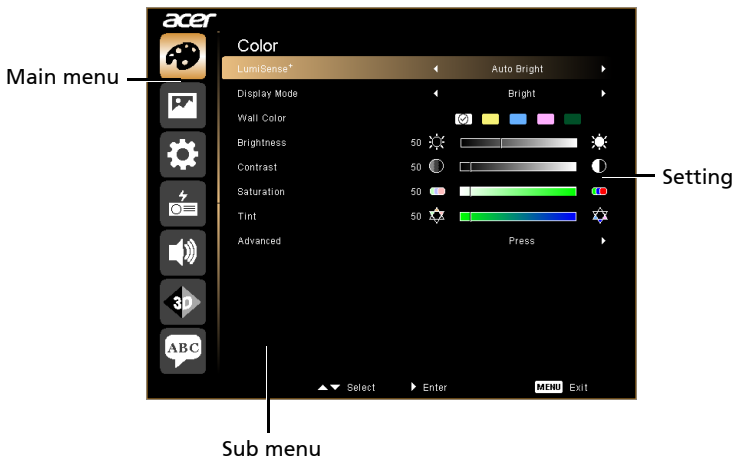 acer
Color
LumiSense+ Auto Bright
Display Mode Bright
Wall Color
Brightness 50
Contrast 50
Saturation 50
Tint 50
Advanced Press
3D
ABC
Select Enter MENU Exit
Main menu
Setting
Sub menu